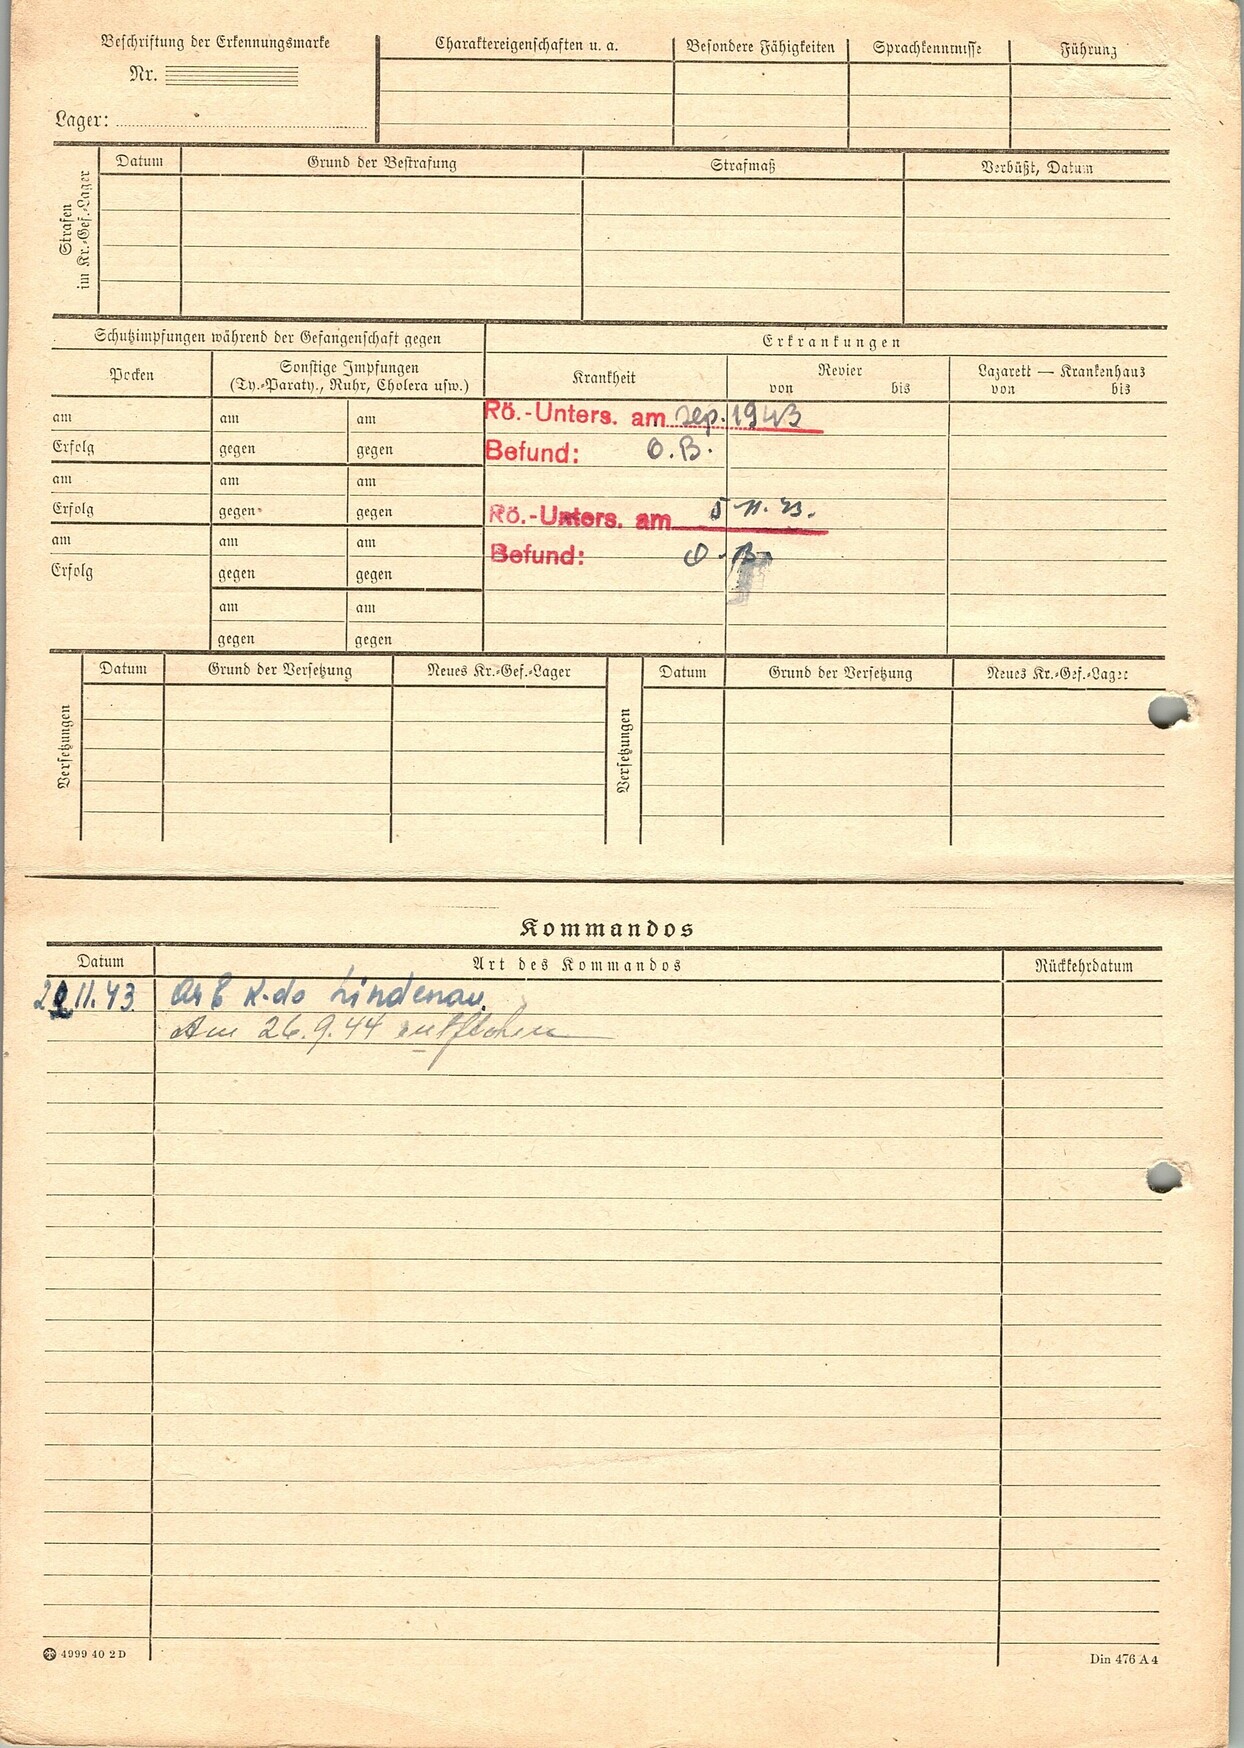 Beschriftung der Erkennungsmarke
Nr.
Lager:
Charaktereigenschaften u. a.
Besondere Fähigkeiten
Sprachkenntnisse
Führung
Strafen
im Kr.-Gef.-Lager
Datum
Grund der Bestrafung
Strafmaß
Verbüßt, Datum
Schutzimpfungen während der Gefangenschaft gegen
Erkrankungen
Pocken
Sonstige Impfungen
(Ty.-Paraty., Ruhr, Cholera usw.)
Krankheit
Revier
von bis
Lazarett — Krankenhaus
von bis
am am am
Rö.-Unters. am Sep. 1943
Erfolg gegen gegen
Befund: O.B.
am am am
Erfolg gegen gegen
Rö.-Unters. am 5 11. 43.
am am am
Befund: O.B.
Erfolg gegen gegen
am am
gegen gegen
Versetzungen
Datum
Grund der Versetzung
Neues Kr.-Gef.-Lager
Versetzungen
Datum
Grund der Versetzung
Neues Kr.-Gef.-Lager
Kommandos
Datum
Art des Kommandos
Rückkehrdatum
11.43 Arb K-do Lindenau.
Am 26.9.44 entflohen
4999 40 2 D
Din 476 A 4